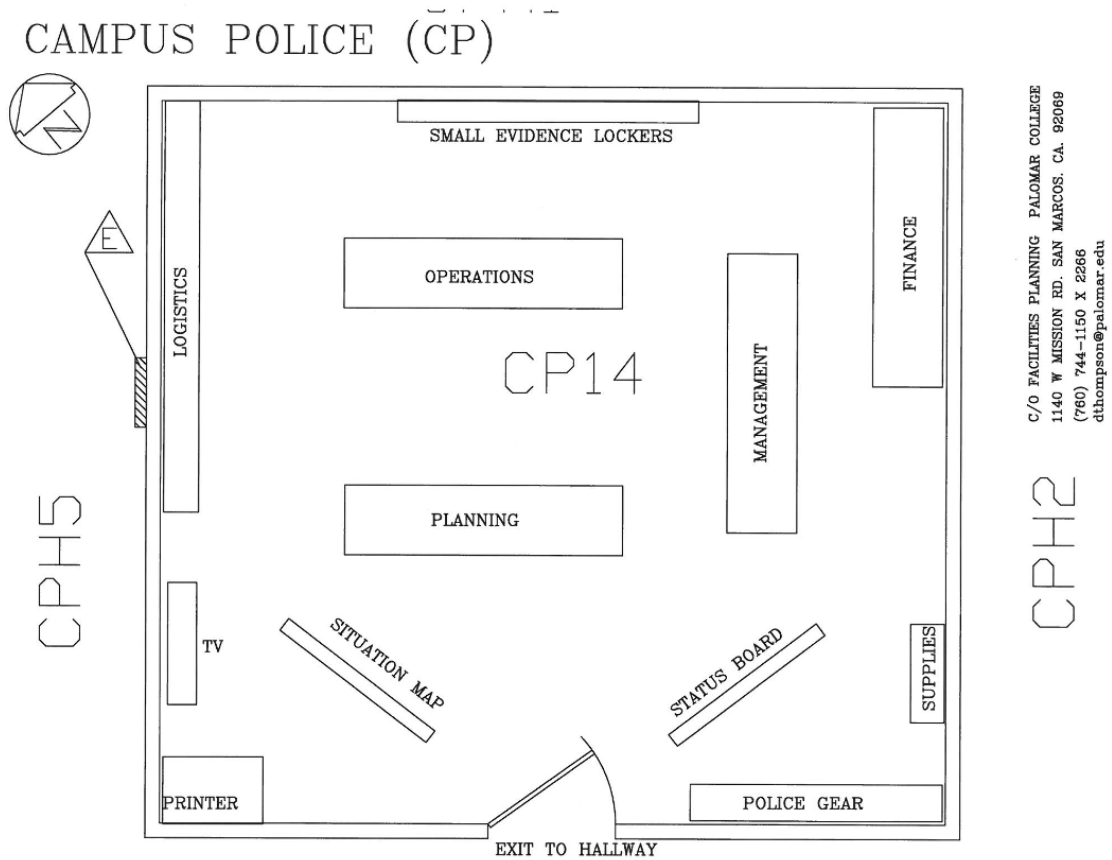 CAMPUS POLICE (CP)
N
E
SMALL EVIDENCE LOCKERS
LOGISTICS
OPERATIONS
FINANCE
MANAGEMENT
CP14
PLANNING
CPH5
CPH2
TV
SITUATION MAP
STATUS BOARD
SUPPLIES
PRINTER
POLICE GEAR
EXIT TO HALLWAY
C/O FACILITIES PLANNING PALOMAR COLLEGE
1140 W MISSION RD. SAN MARCOS. CA. 92069
(760) 744-1150 X 2266
dthompson@palomar.edu